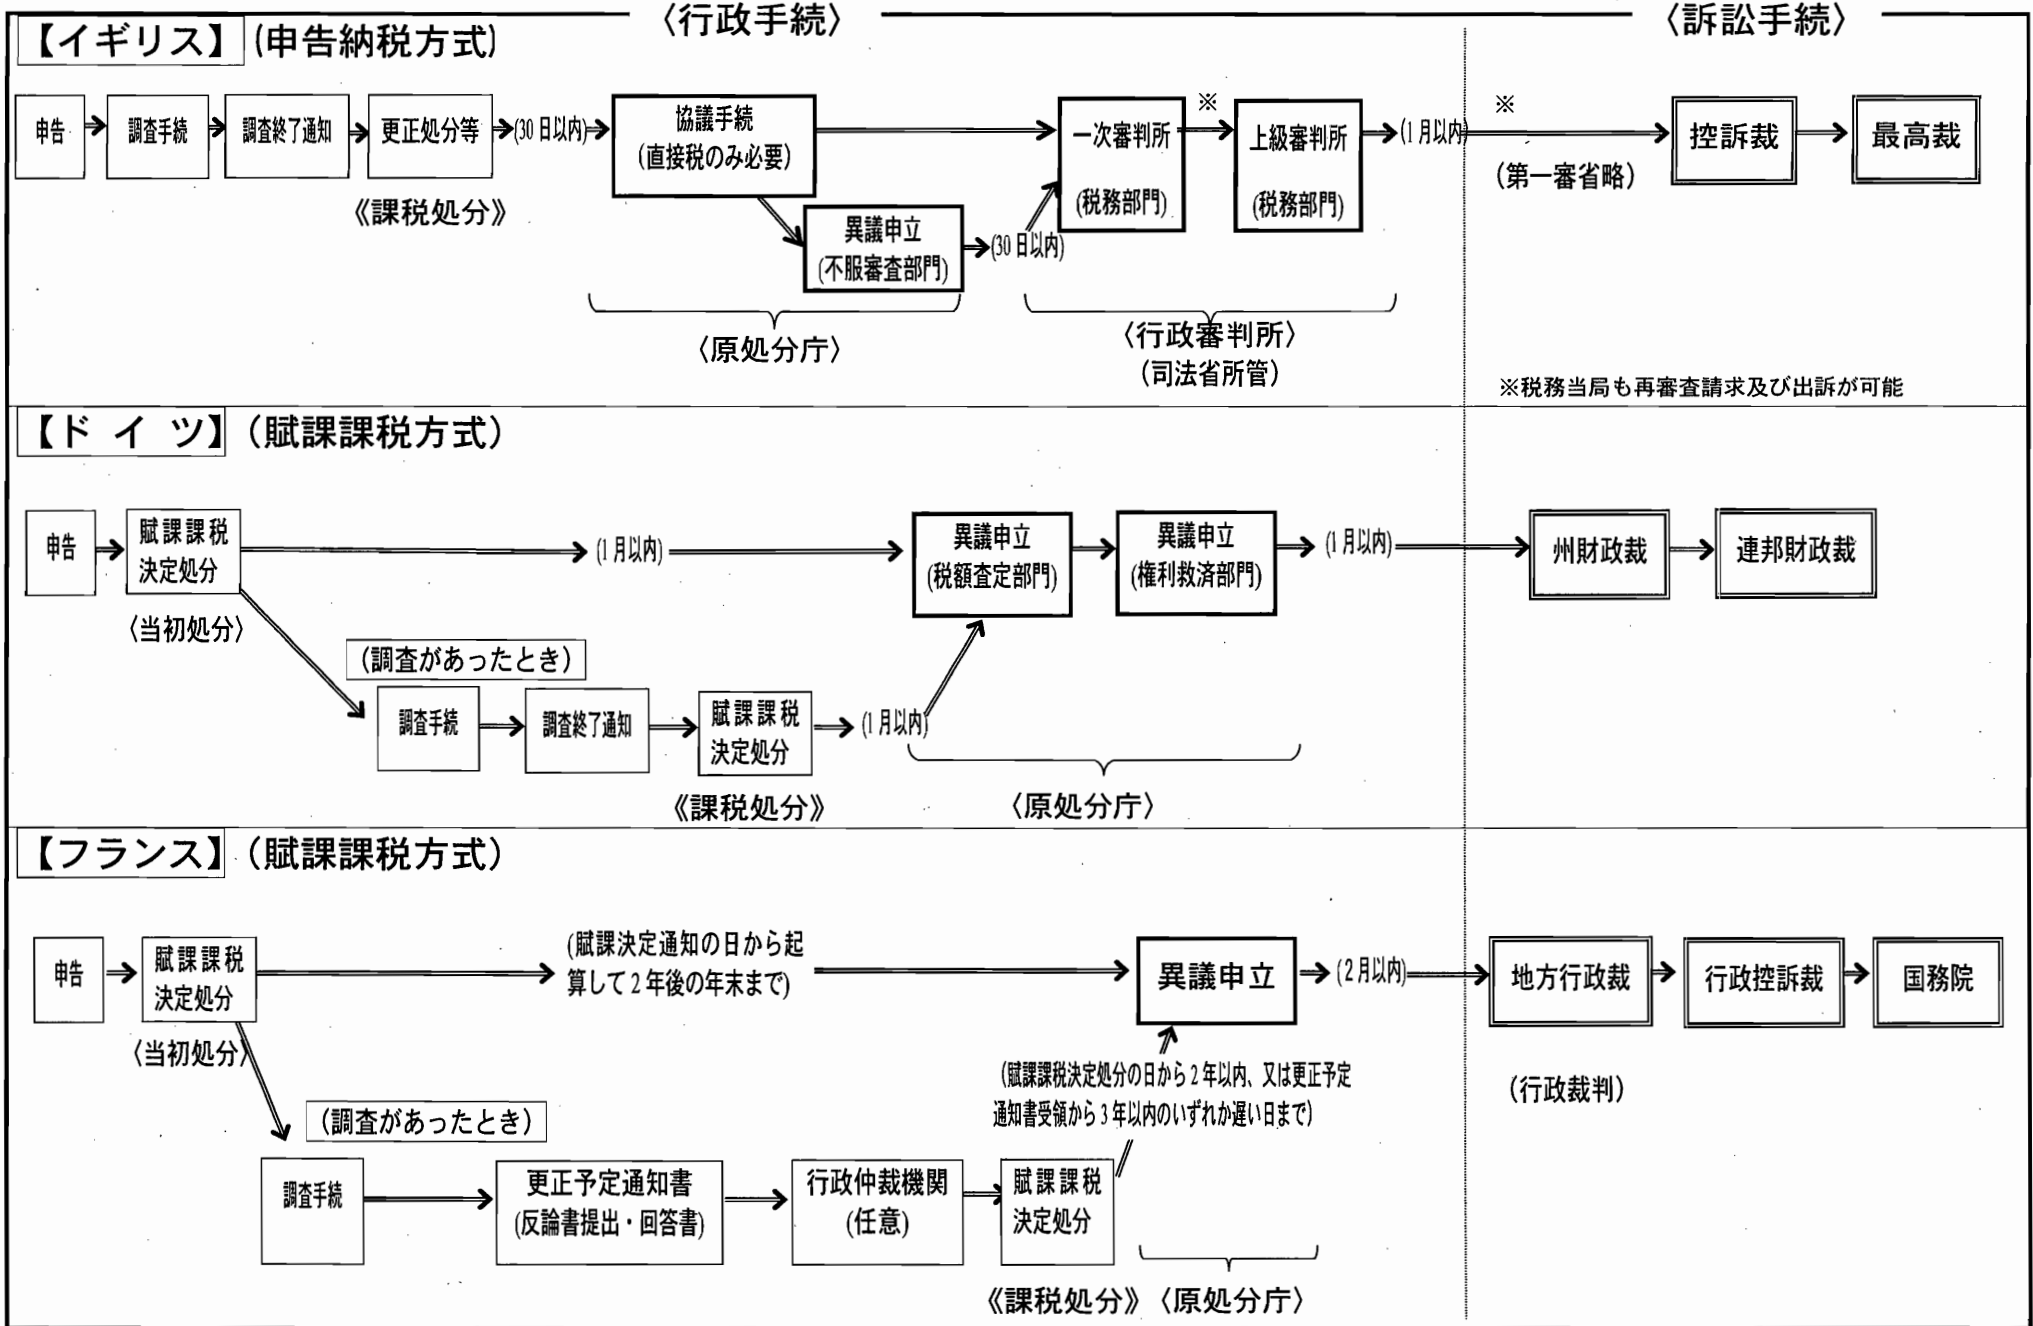 〈行政手続〉
〈訴訟手続〉
【イギリス】(申告納税方式)
申告
調査手続
調査終了通知
更正処分等
(30日以内)
《課税処分》
協議手続
(直接税のみ必要)
異議申立
(不服審査部門)
(30日以内)
〈原処分庁〉
一次審判所
(税務部門)
※
上級審判所
(税務部門)
(1月以内)
〈行政審判所〉
(司法省所管)
※
(第一審省略)
控訴裁
最高裁
※税務当局も再審査請求及び出訴が可能
【ドイツ】(賦課課税方式)
申告
賦課課税
決定処分
〈当初処分〉
(1月以内)
(調査があったとき)
調査手続
調査終了通知
賦課課税
決定処分
(1月以内)
《課税処分》
異議申立
(税額査定部門)
異議申立
(権利救済部門)
〈原処分庁〉
(1月以内)
州財政裁
連邦財政裁
【フランス】(賦課課税方式)
申告
賦課課税
決定処分
〈当初処分〉
(賦課決定通知の日から起
算して2年後の年末まで)
(調査があったとき)
調査手続
更正予定通知書
(反論書提出・回答書)
行政仲裁機関
(任意)
賦課課税
決定処分
《課税処分》
(賦課課税決定処分の日から2年以内、又は更正予定
通知書受領から3年以内のいずれか遅い日まで)
異議申立
〈原処分庁〉
(2月以内)
地方行政裁
行政控訴裁
国務院
(行政裁判)